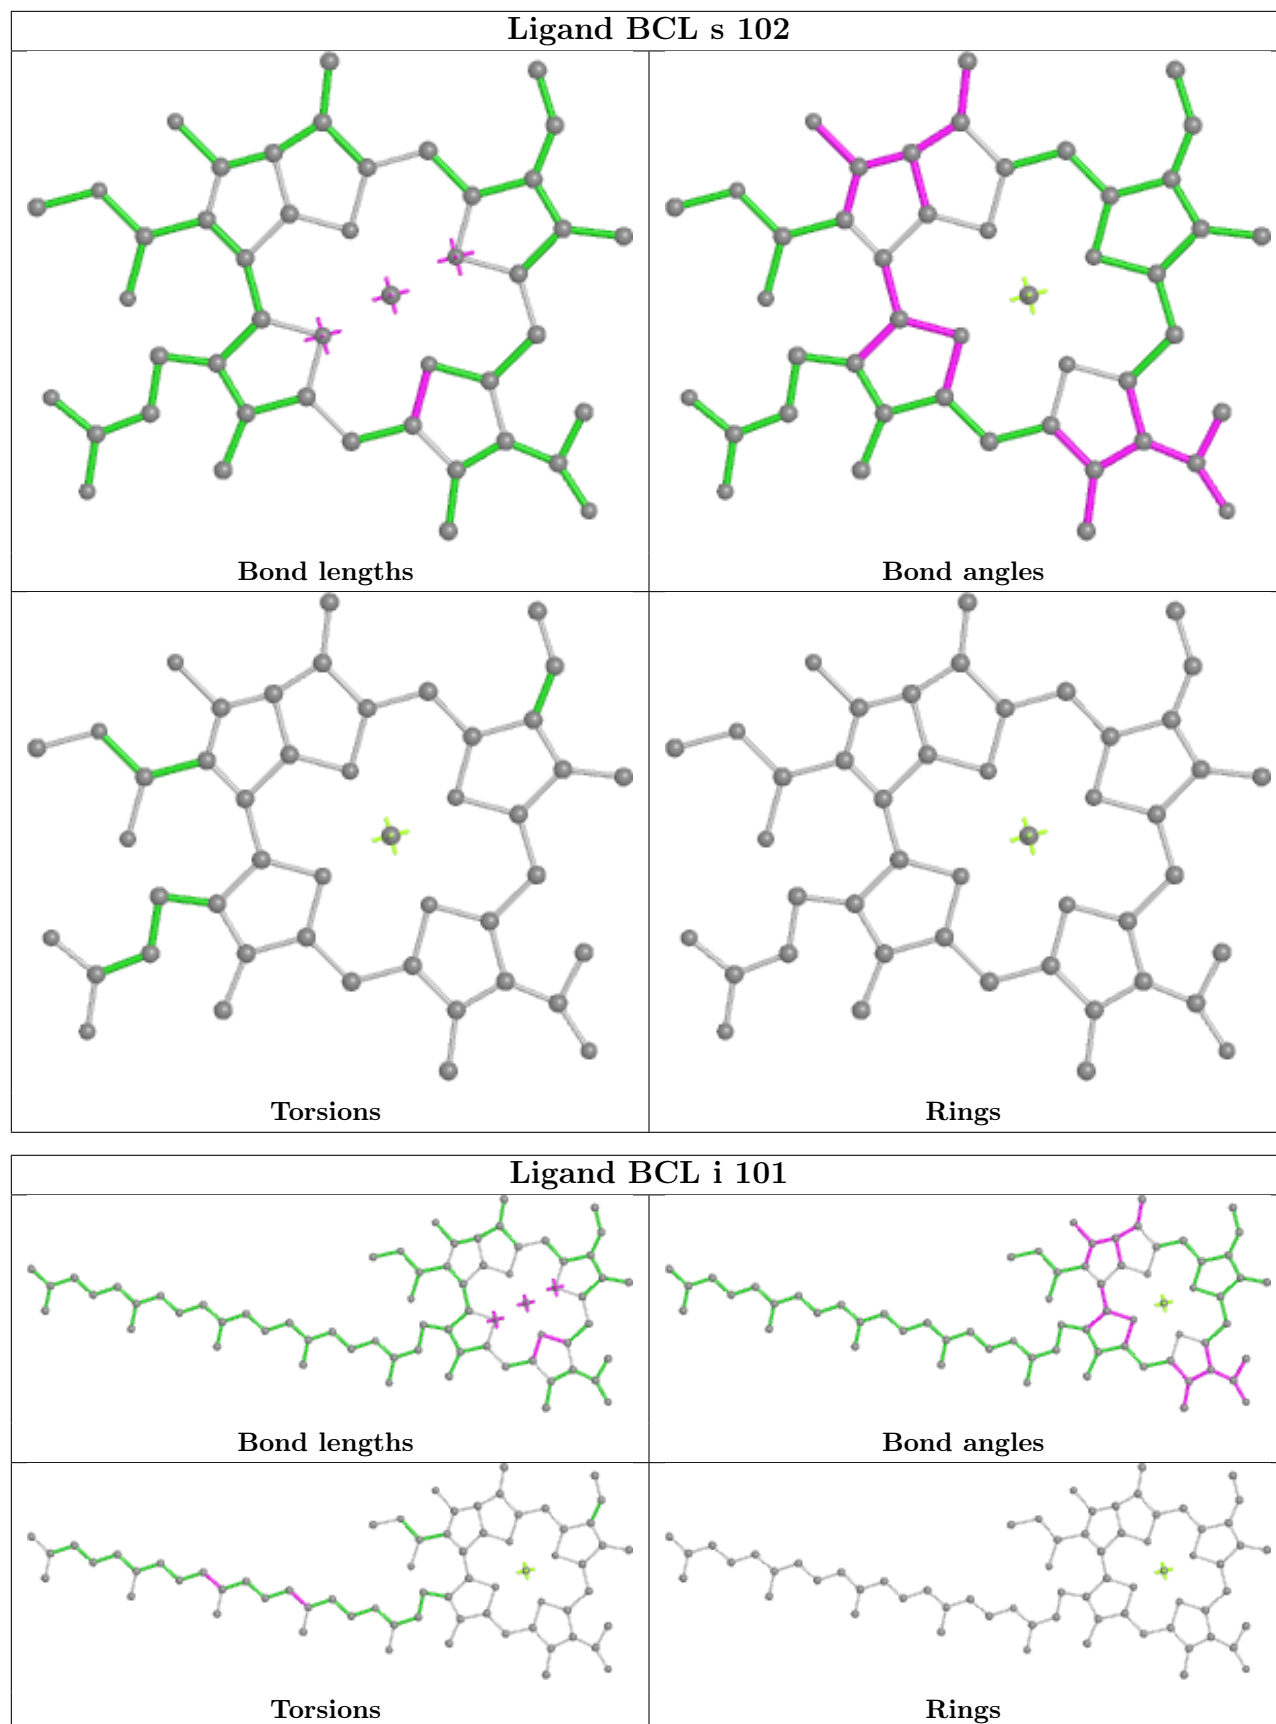 Ligand BCL s 102
Bond lengths
Bond angles
Torsions
Rings
Ligand BCL i 101
Bond lengths
Bond angles
Torsions
Rings